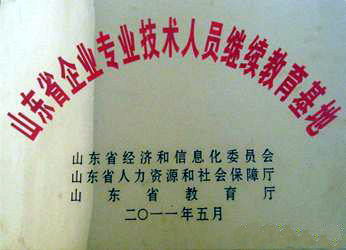 山东省企业专业技术人员继续教育基地
山东省经济和信息化委员会
山东省人力资源和社会保障厅
山东省教育厅
二〇一一年五月